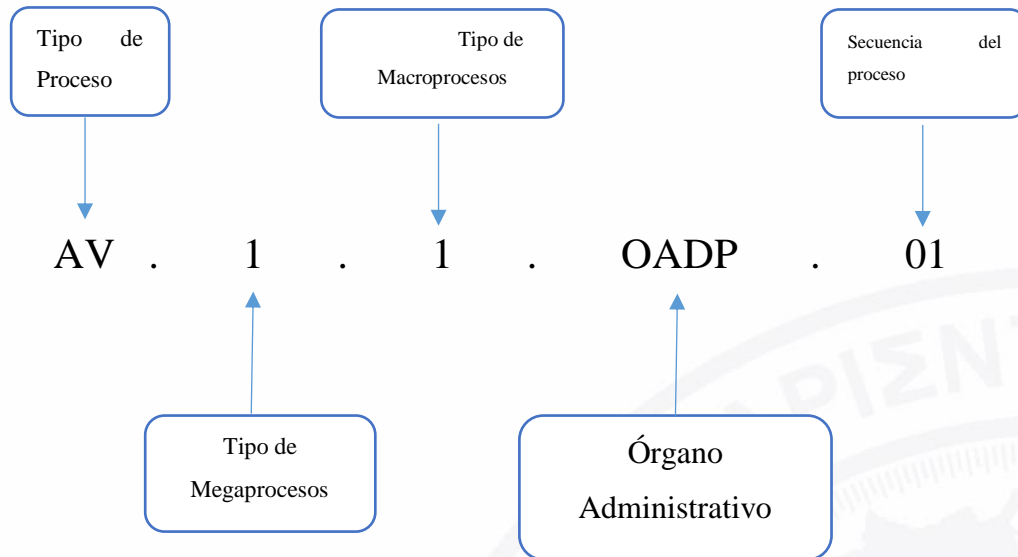 Tipo de
Proceso
Tipo de
Macroprocesos
Secuencia del
proceso
AV . 1 . 1 . OADP . 01
Tipo de
Megaprocesos
Órgano
Administrativo